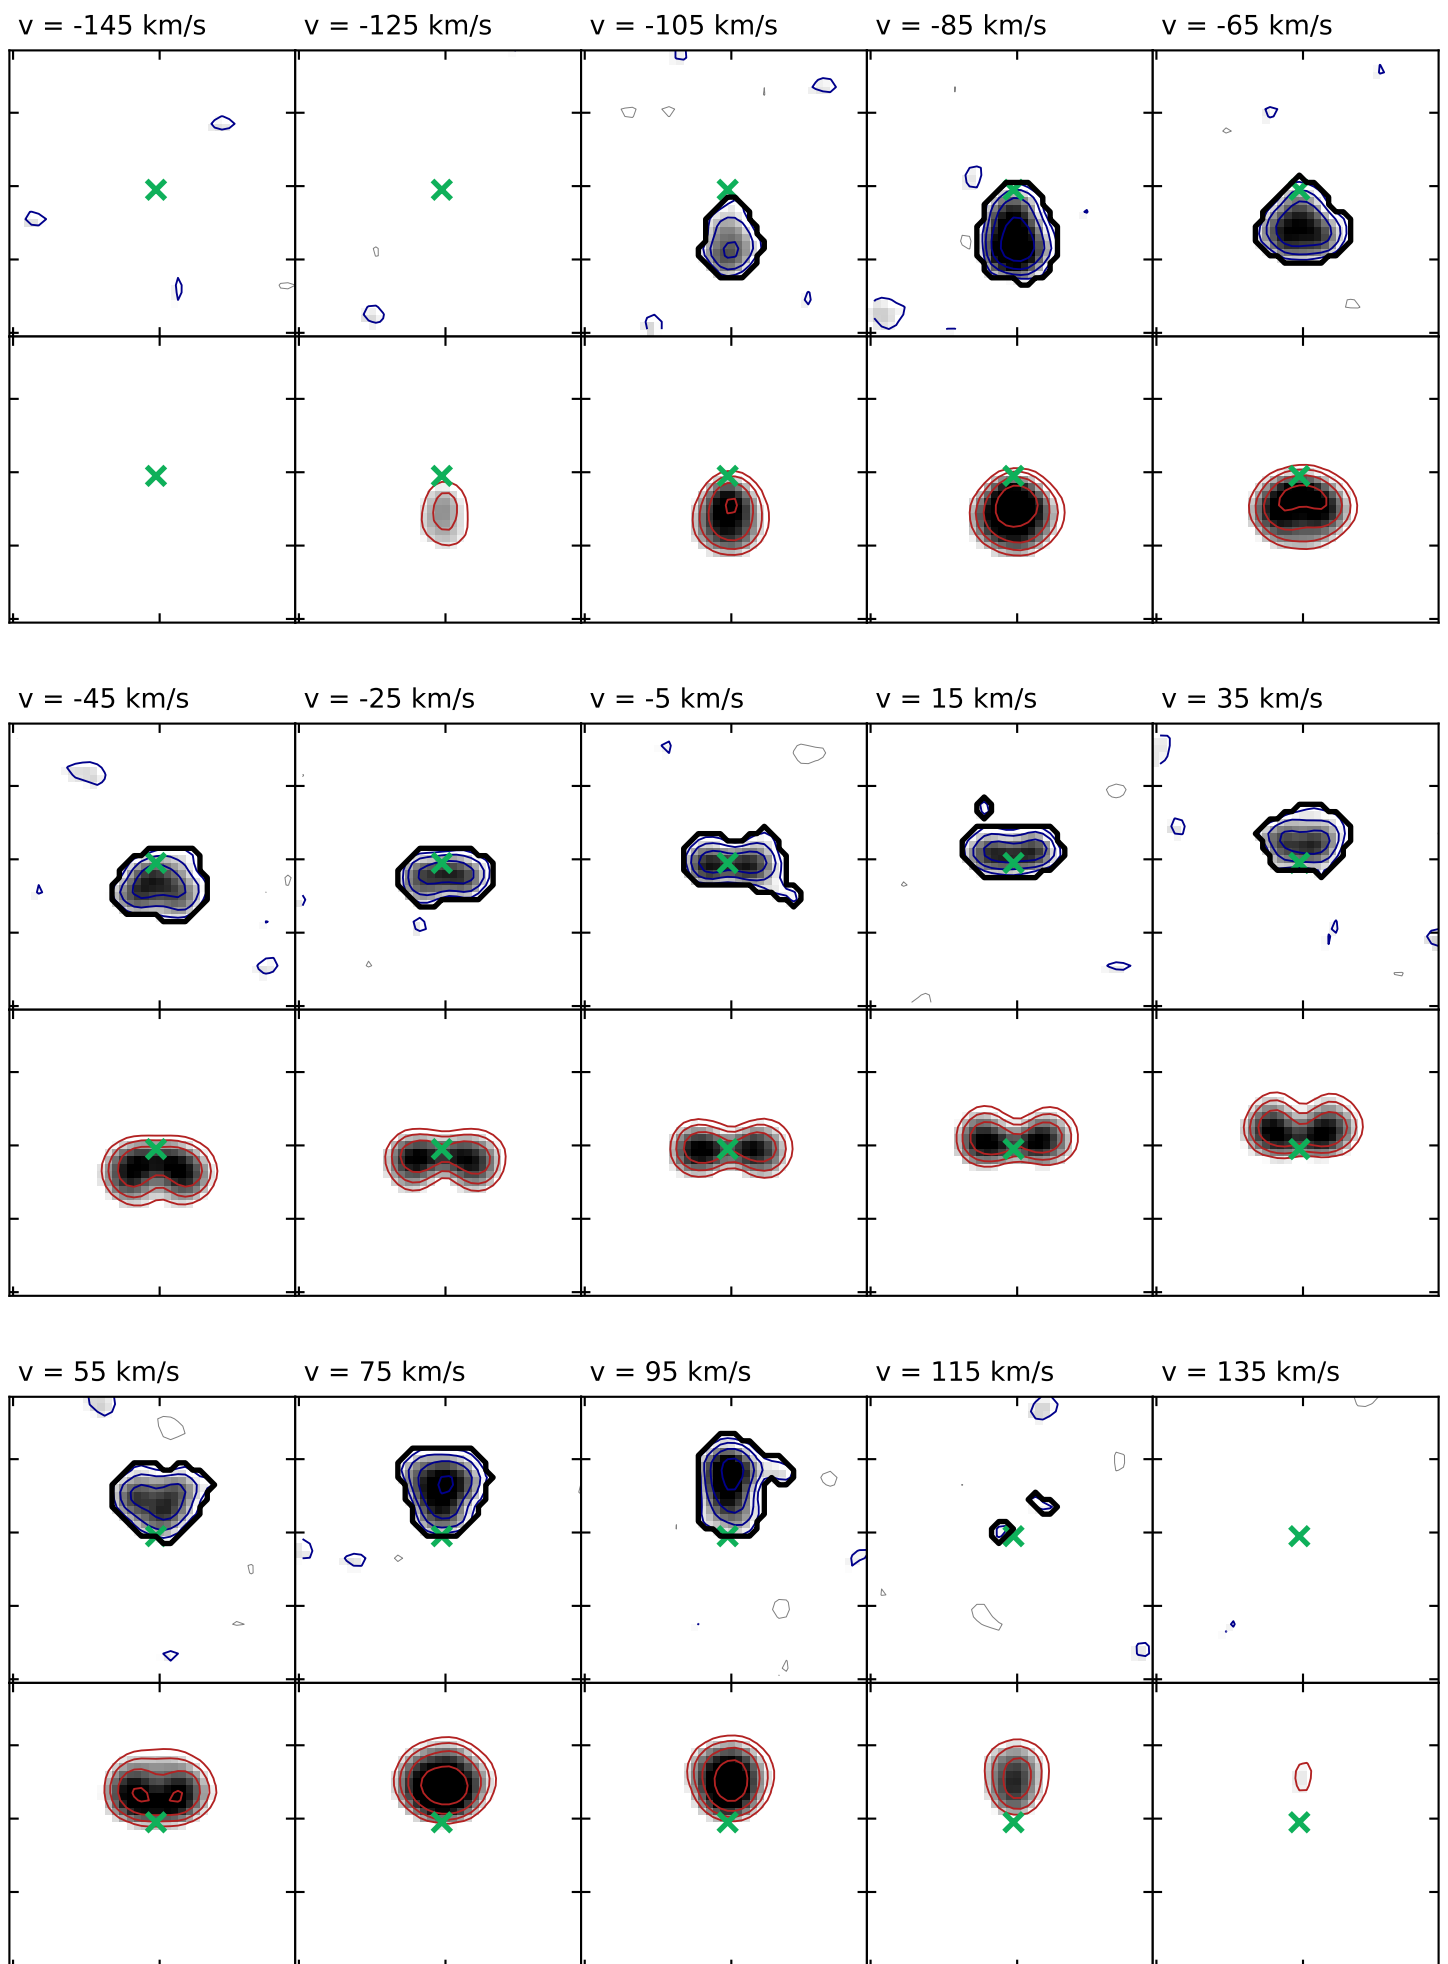 v = -145 km/s
v = -125 km/s
v = -105 km/s
v = -85 km/s
v = -65 km/s
v = -45 km/s
v = -25 km/s
v = -5 km/s
v = 15 km/s
v = 35 km/s
v = 55 km/s
v = 75 km/s
v = 95 km/s
v = 115 km/s
v = 135 km/s